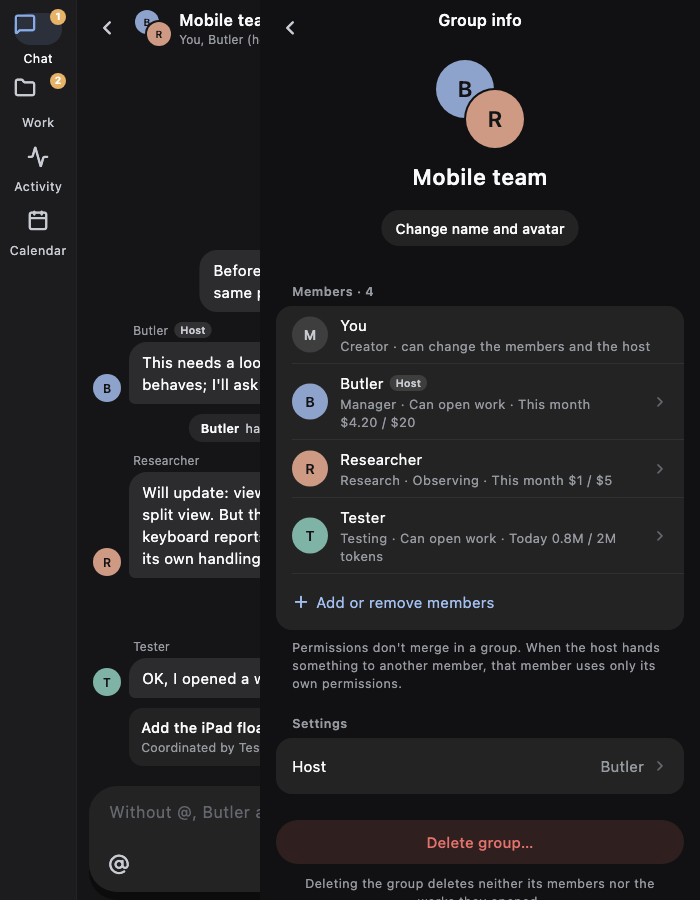 1
Chat
2
Work
Activity
Calendar
B
R
Mobile tea
You, Butler (h
Before
same p
Butler Host
This needs a loo
behaves; I'll ask
B
Butler ha
Researcher
Will update: view
split view. But th
keyboard report
its own handling
R
Tester
OK, I opened a w
T
Add the iPad floa
Coordinated by Tes
Without @, Butler a
@
Group info
B
R
Mobile team
Change name and avatar
Members · 4
M
You
Creator · can change the members and the host
B
Butler Host
Manager · Can open work · This month
$4.20 / $20
R
Researcher
Research · Observing · This month $1 / $5
T
Tester
Testing · Can open work · Today 0.8M / 2M
tokens
+ Add or remove members
Permissions don't merge in a group. When the host hands
something to another member, that member uses only its
own permissions.
Settings
Host Butler
Delete group...
Deleting the group deletes neither its members nor the
works they opened.